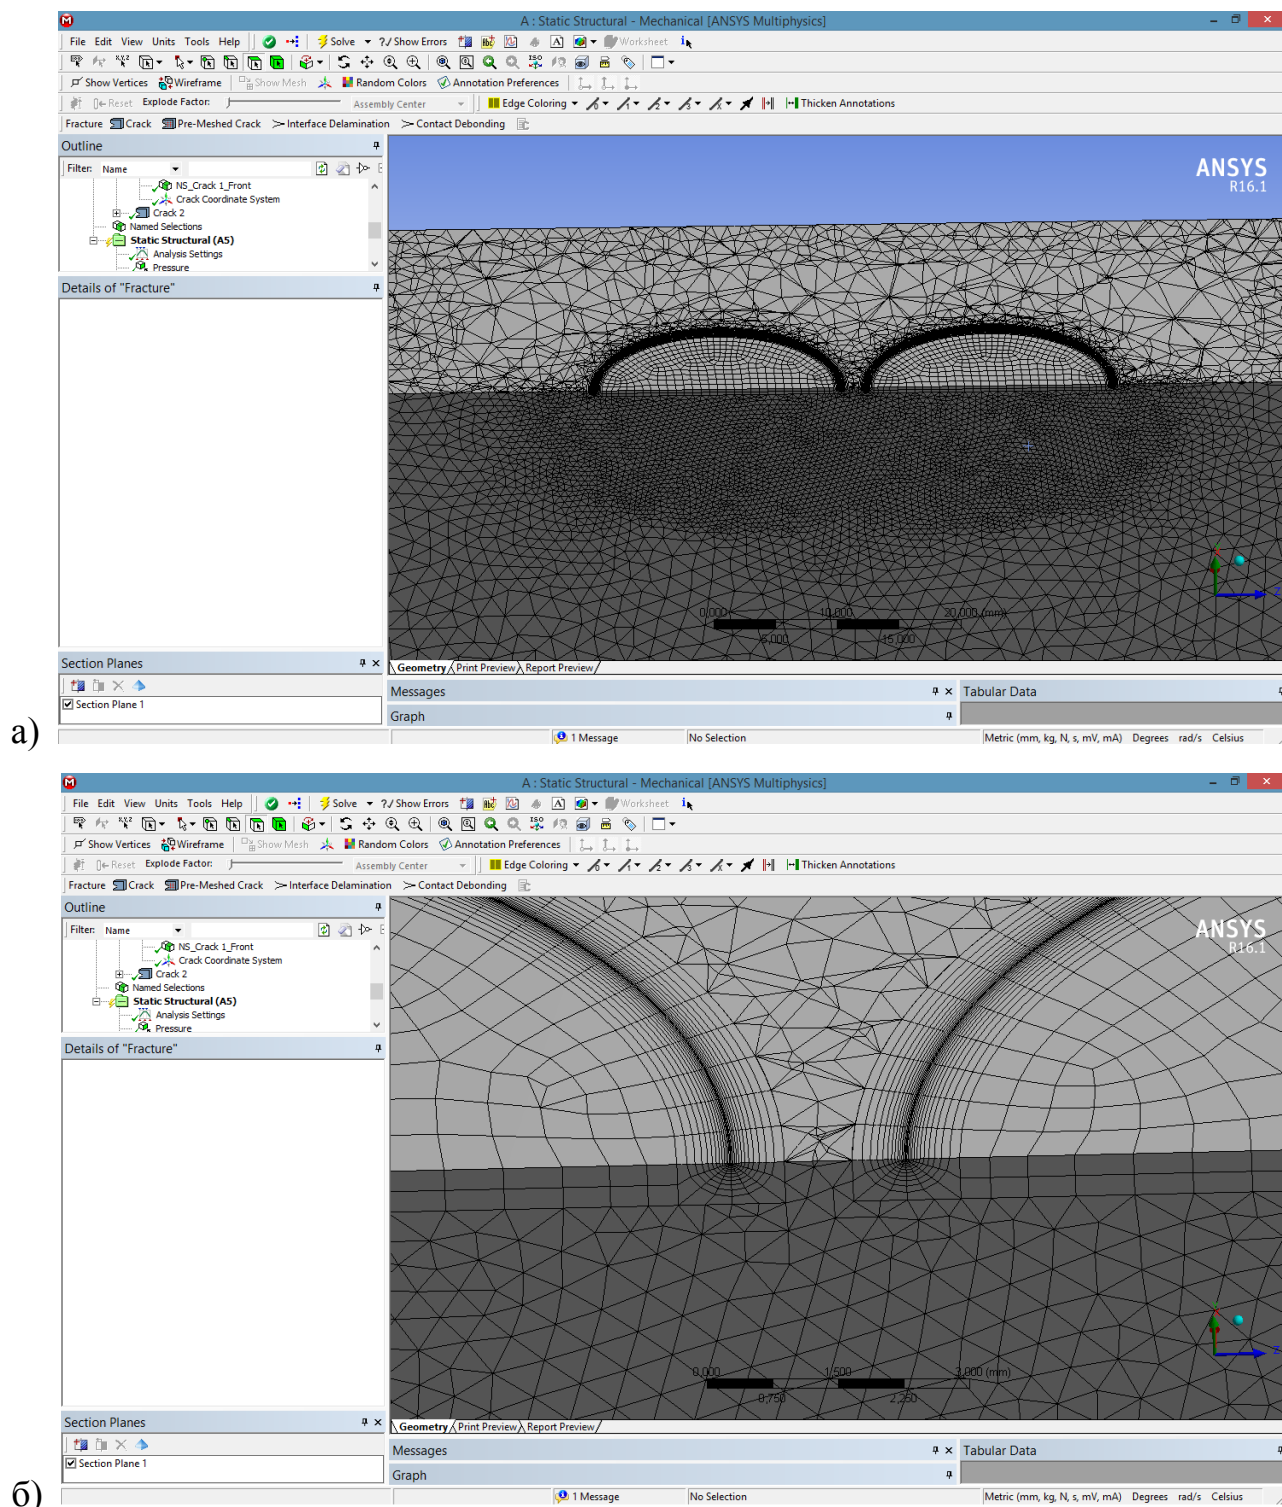 A : Static Structural - Mechanical [ANSYS Multiphysics]
File Edit View Units Tools Help Solve ?/ Show Errors Worksheet
Show Vertices Wireframe Show Mesh Random Colors Annotation Preferences
Reset Explode Factor: Assembly Center Edge Coloring Thicken Annotations
Fracture Crack Pre-Meshed Crack Interface Delamination Contact Debonding
Outline
Filter: Name
NS_Crack 1_Front
Crack Coordinate System
Crack 2
Named Selections
Static Structural (A5)
Analysis Settings
Pressure
Details of "Fracture"
ANSYS
R16.1
0,000 10,000 20,000 (mm)
5,000 15,000
Z
Section Planes
Section Plane 1
Geometry Print Preview Report Preview
Messages Tabular Data
Graph
1 Message No Selection Metric (mm, kg, N, s, mV, mA) Degrees rad/s Celsius
а)
A : Static Structural - Mechanical [ANSYS Multiphysics]
File Edit View Units Tools Help Solve ?/ Show Errors Worksheet
Show Vertices Wireframe Show Mesh Random Colors Annotation Preferences
Reset Explode Factor: Assembly Center Edge Coloring Thicken Annotations
Fracture Crack Pre-Meshed Crack Interface Delamination Contact Debonding
Outline
Filter: Name
NS_Crack 1_Front
Crack Coordinate System
Crack 2
Named Selections
Static Structural (A5)
Analysis Settings
Pressure
Details of "Fracture"
ANSYS
R16.1
0,000 1,500 3,000 (mm)
0,750 2,250
Z
Section Planes
Section Plane 1
Geometry Print Preview Report Preview
Messages Tabular Data
Graph
1 Message No Selection Metric (mm, kg, N, s, mV, mA) Degrees rad/s Celsius
б)